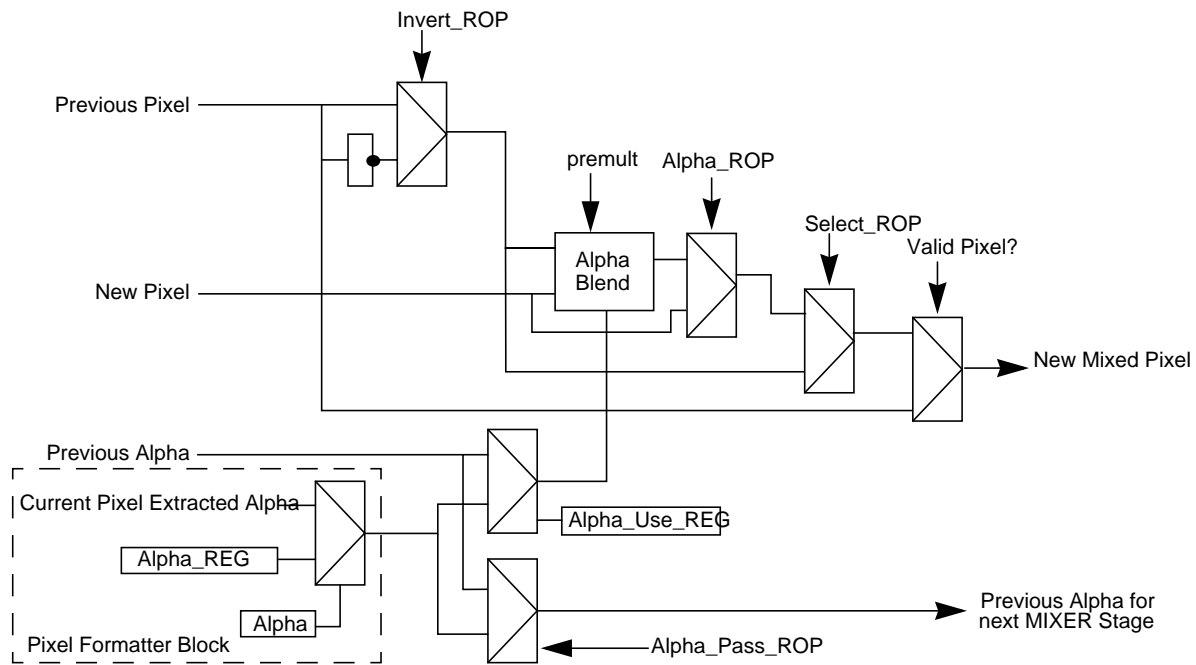 Invert_ROP
Previous Pixel
premult
Alpha_ROP
Select_ROP
Valid Pixel?
Alpha
Blend
New Pixel
New Mixed Pixel
Previous Alpha
Current Pixel Extracted Alpha
Alpha_Use_REG
Alpha_REG
Alpha
Pixel Formatter Block
Previous Alpha for
next MIXER Stage
Alpha_Pass_ROP